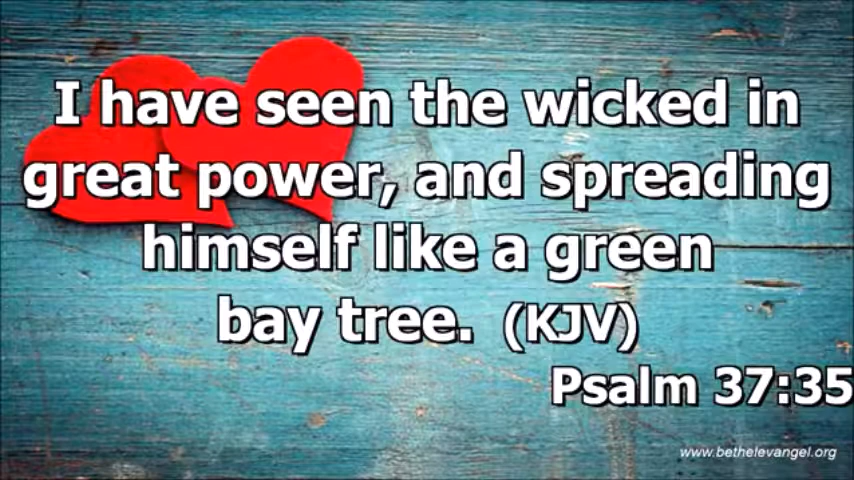 I have seen the wicked in
great power, and spreading
himself like a green
bay tree. (KJV)
Psalm 37:35
www.bethelevangel.org